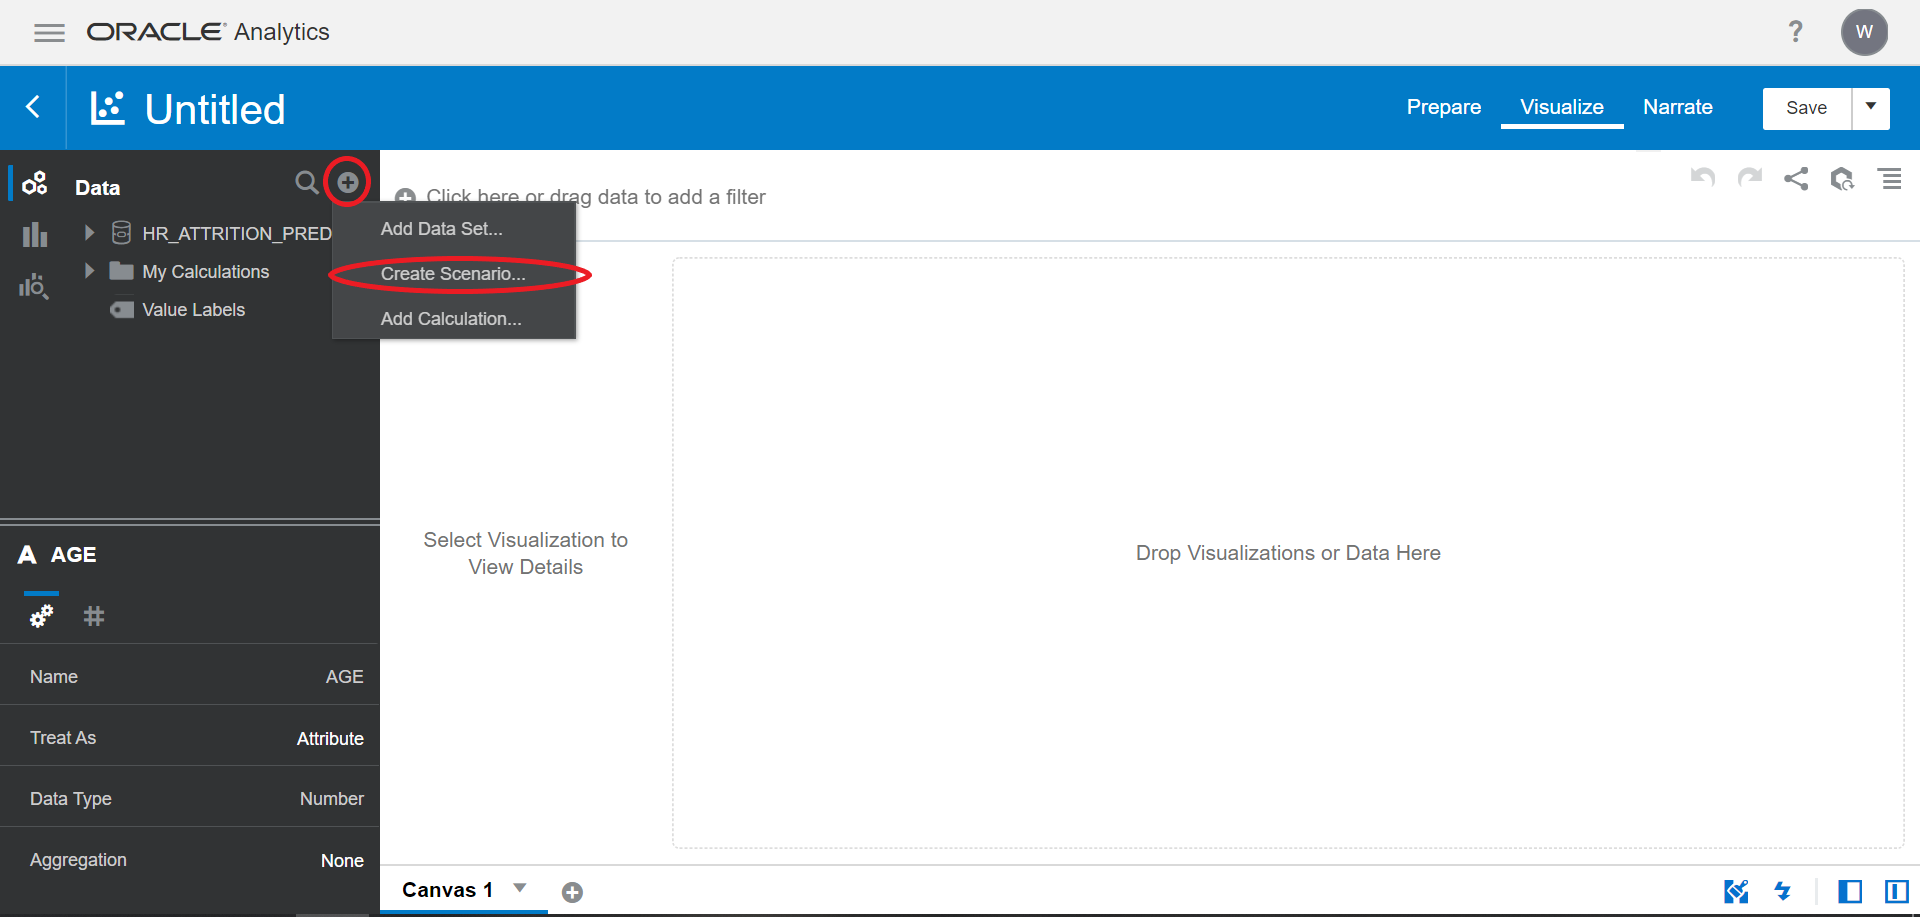 ORACLE Analytics
?
W
Untitled
Prepare
Visualize
Narrate
Save
Data
Click here or drag data to add a filter
HR_ATTRITION_PRED
My Calculations
Value Labels
Add Data Set...
Create Scenario...
Add Calculation...
Select Visualization to
View Details
Drop Visualizations or Data Here
A AGE
#
Name AGE
Treat As Attribute
Data Type Number
Aggregation None
Canvas 1